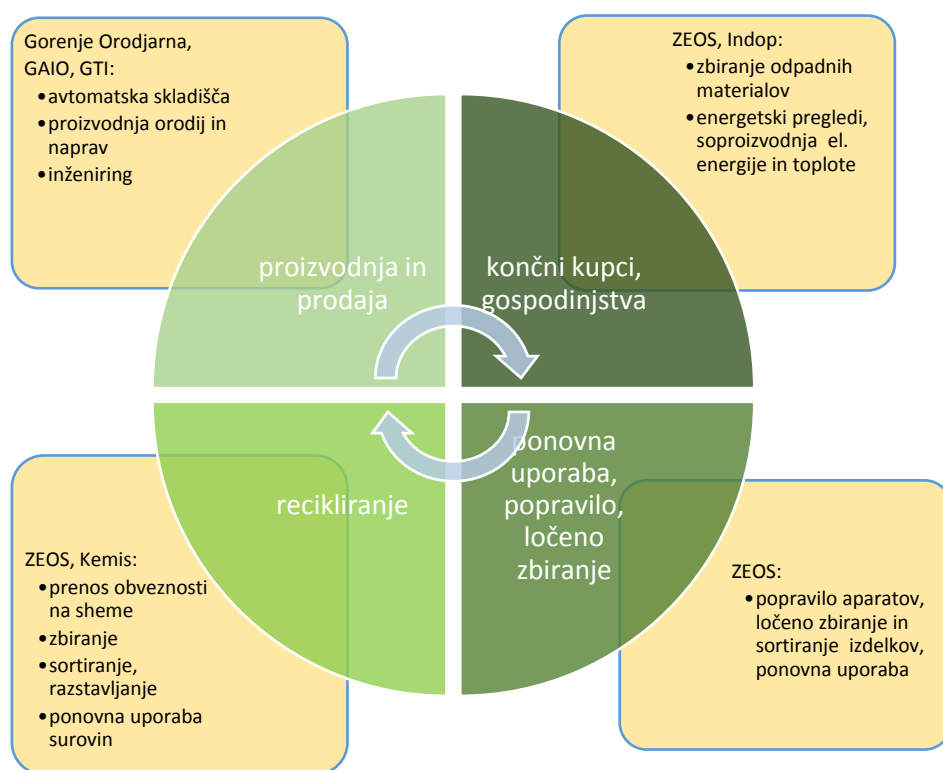 Gorenje Orodjarna,
GAIO, GTI:
•avtomatska skladišča
•proizvodnja orodij in
naprav
•inženiring
ZEOS, Indop:
•zbiranje odpadnih
materialov
•energetski pregledi,
soproizvodnja el.
energije in toplote
proizvodnja in
prodaja
končni kupci,
gospodinjstva
recikliranje
ponovna
uporaba,
popravilo,
ločeno
zbiranje
ZEOS, Kemis:
•prenos obveznosti
na sheme
•zbiranje
•sortiranje,
razstavljanje
•ponovna uporaba
surovin
ZEOS:
•popravilo aparatov,
ločeno zbiranje in
sortiranje izdelkov,
ponovna uporaba